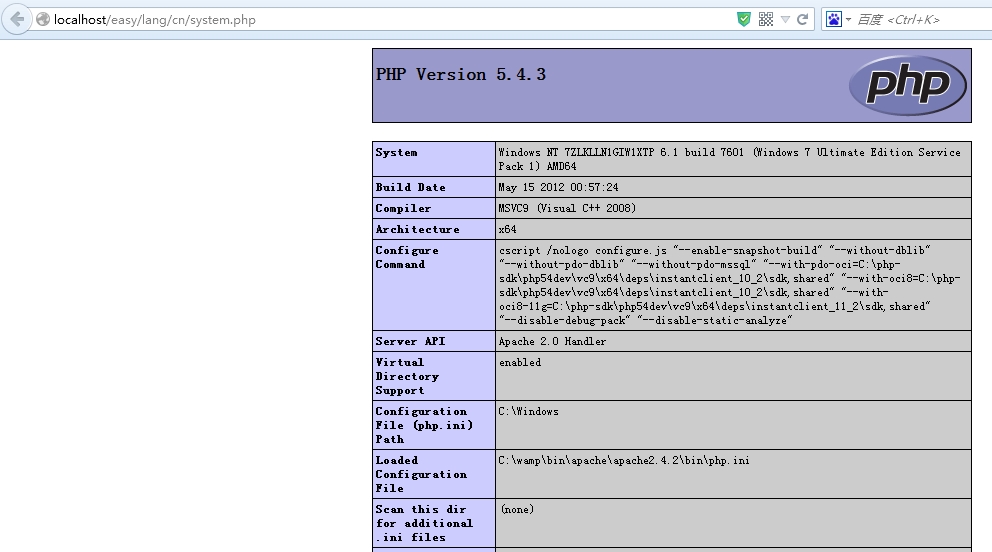 localhost/easy/lang/cn/system.php
百度 <Ctrl+K>
PHP Version 5.4.3
php
System
Windows NT 7ZLKLLN1GIW1XTP 6.1 build 7601 (Windows 7 Ultimate Edition Service
Pack 1) AMD64
Build Date
May 15 2012 00:57:24
Compiler
MSVC9 (Visual C++ 2008)
Architecture
x64
Configure
Command
cscript /nologo configure.js "--enable-snapshot-build" "--without-dblib"
"--without-pdo-dblib" "--without-pdo-mssql" "--with-pdo-oci=C:\php-
sdk\php54dev\vc9\x64\deps\instantclient_10_2\sdk,shared" "--with-oci8=C:\php-
sdk\php54dev\vc9\x64\deps\instantclient_10_2\sdk,shared" "--with-
oci8-11g=C:\php-sdk\php54dev\vc9\x64\deps\instantclient_11_2\sdk,shared"
"--disable-debug-pack" "--disable-static-analyze"
Server API
Apache 2.0 Handler
Virtual
Directory
Support
enabled
Configuration
File (php.ini)
Path
C:\Windows
Loaded
Configuration
File
C:\wamp\bin\apache\apache2.4.2\bin\php.ini
Scan this dir
for additional
.ini files
(none)